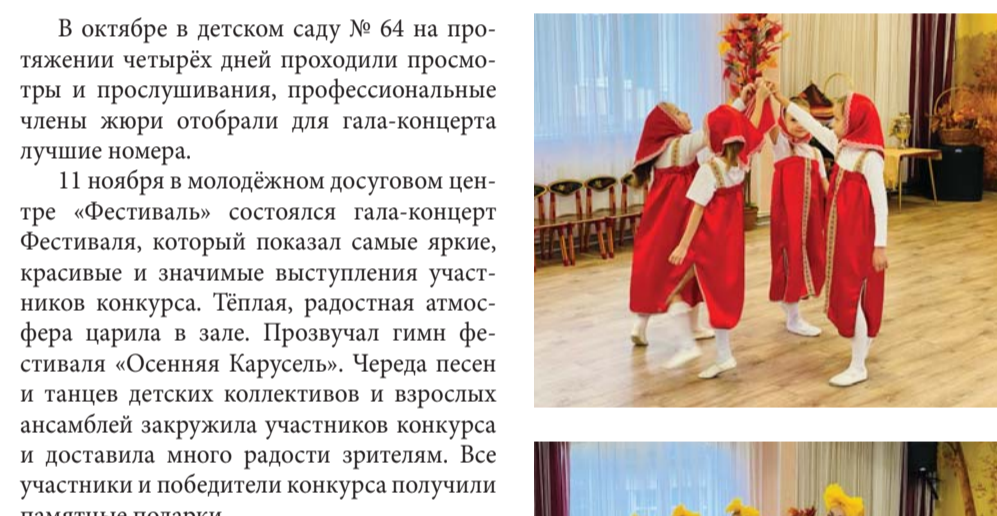 В октябре в детском саду № 64 на про-
тяжении четырёх дней проходили просмо-
тры и прослушивания, профессиональные
члены жюри отобрали для гала-концерта
лучшие номера.
11 ноября в молодёжном досуговом цен-
тре «Фестиваль» состоялся гала-концерт
Фестиваля, который показал самые яркие,
красивые и значимые выступления участ-
ников конкурса. Тёплая, радостная атмос-
фера царила в зале. Прозвучал гимн фе-
стиваля «Осенняя Карусель». Череда песен
и танцев детских коллективов и взрослых
ансамблей закружила участников конкурса
и доставила много радости зрителям. Все
участники и победители конкурса получили
памятные подарки.